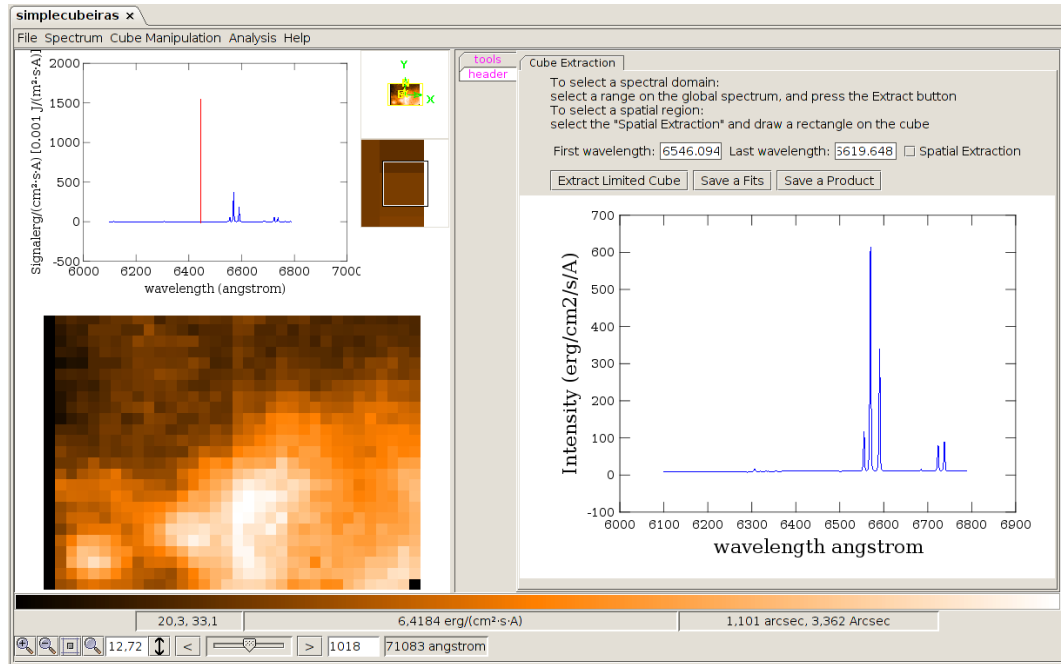 simplecubeiras ×
File Spectrum Cube Manipulation Analysis Help
Signalerg/(cm²·s·A) [0.001 J/(m²·s·A)]
2000
1500
1000
500
0
-500
6000 6200 6400 6600 6800 7000
wavelength (angstrom)
Y
E
X
tools
header
Cube Extraction
To select a spectral domain:
select a range on the global spectrum, and press the Extract button
To select a spatial region:
select the "Spatial Extraction" and draw a rectangle on the cube
First wavelength: 6546.094 Last wavelength: 6619.648 Spatial Extraction
Extract Limited Cube Save a Fits Save a Product
Intensity (erg/cm2/s/A)
700
600
500
400
300
200
100
0
-100
6000 6100 6200 6300 6400 6500 6600 6700 6800 6900
wavelength angstrom
20,3, 33,1 6,4184 erg/(cm²·s·A) 1,101 arcsec, 3,362 Arcsec
12,72 < > 1018 71083 angstrom